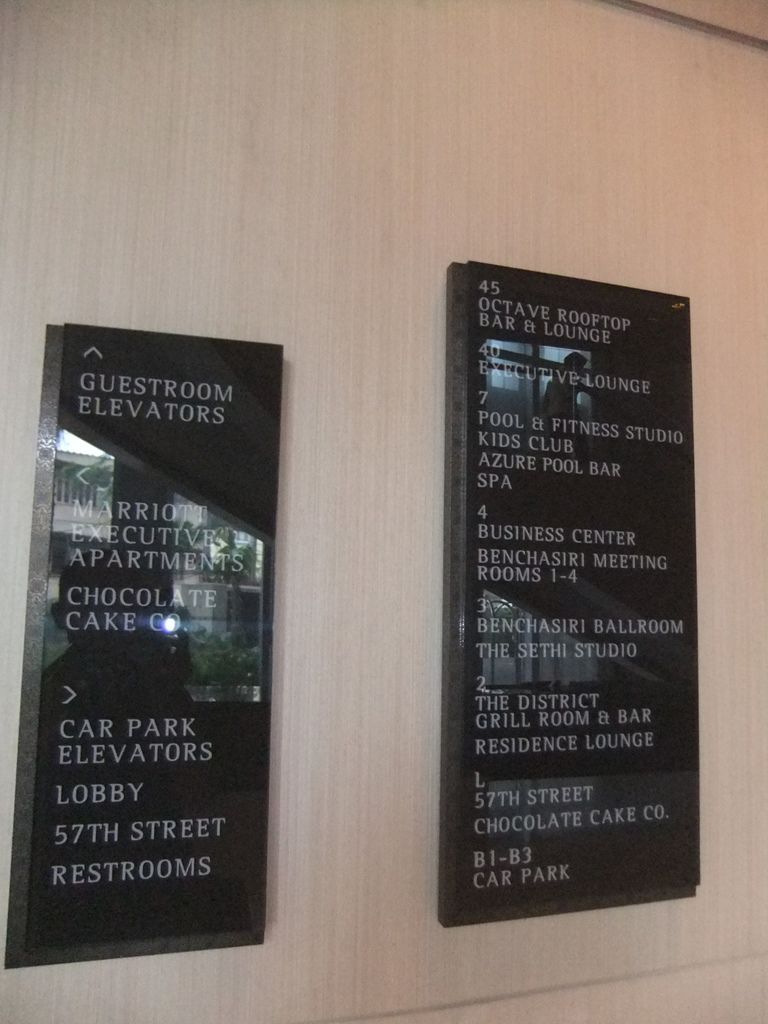 ^
GUESTROOM
ELEVATORS
<
MARRIOTT
EXECUTIVE
APARTMENTS
CHOCOLATE
CAKE CO.
>
CAR PARK
ELEVATORS
LOBBY
57TH STREET
RESTROOMS
45
OCTAVE ROOFTOP
BAR & LOUNGE
40
EXECUTIVE LOUNGE
7
POOL & FITNESS STUDIO
KIDS CLUB
AZURE POOL BAR
SPA
4
BUSINESS CENTER
BENCHASIRI MEETING
ROOMS 1-4
3
BENCHASIRI BALLROOM
THE SETHI STUDIO
2
THE DISTRICT
GRILL ROOM & BAR
RESIDENCE LOUNGE
L
57TH STREET
CHOCOLATE CAKE CO.
B1-B3
CAR PARK